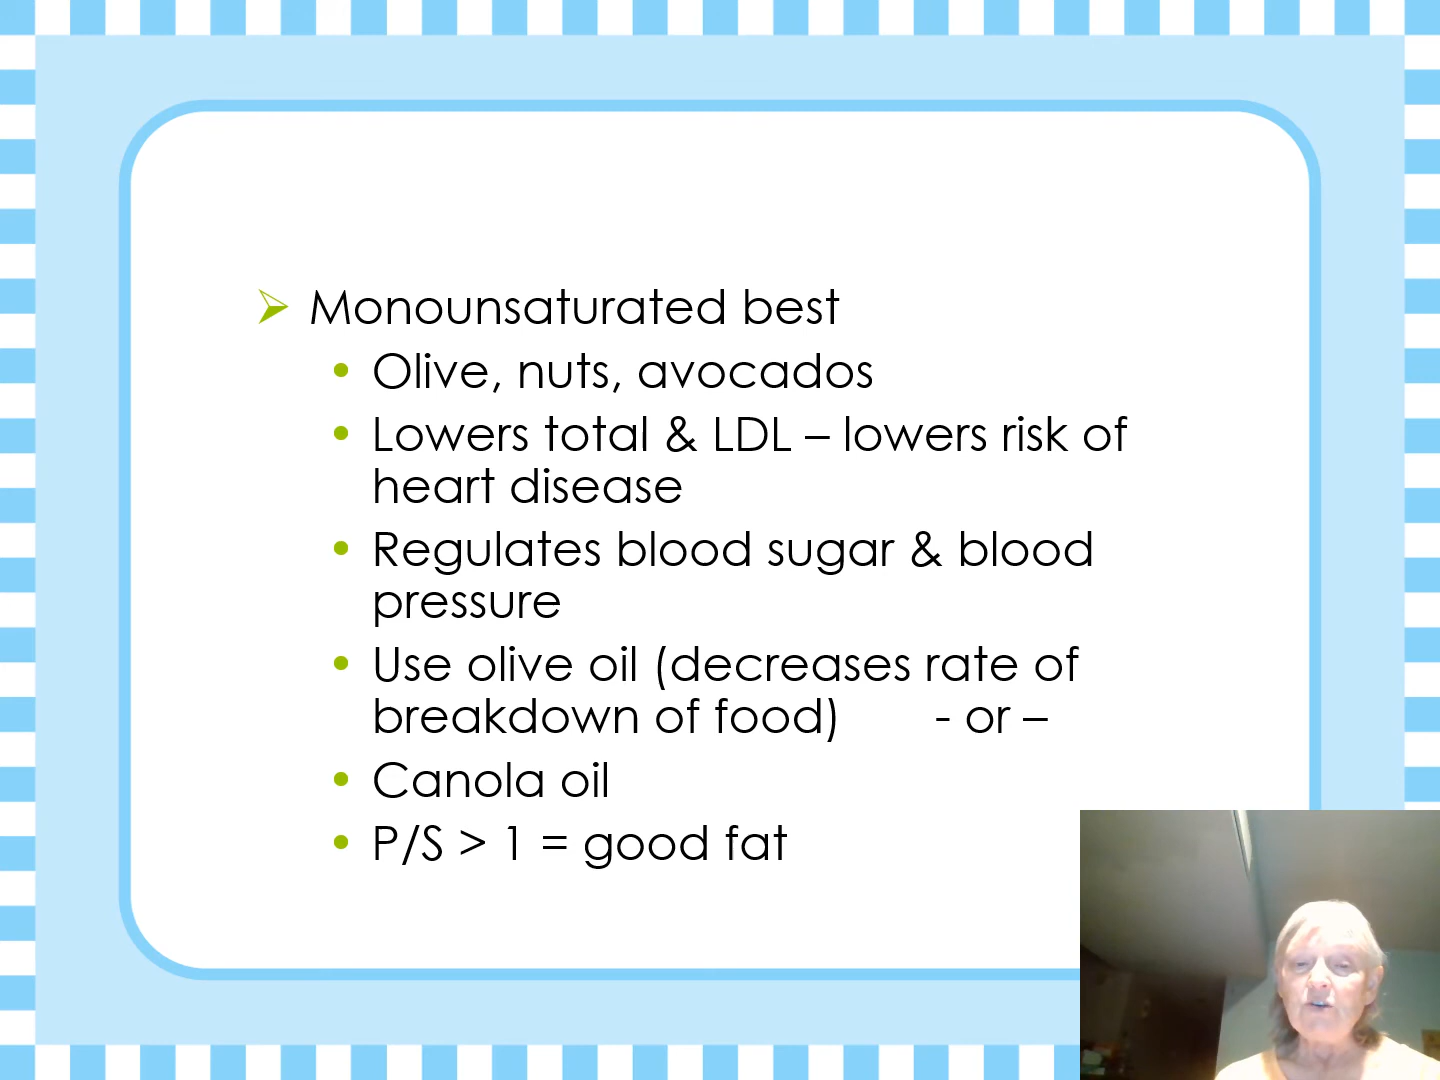 Monounsaturated best
Olive, nuts, avocados
Lowers total & LDL – lowers risk of
heart disease
Regulates blood sugar & blood
pressure
Use olive oil (decreases rate of
breakdown of food) - or –
Canola oil
P/S > 1 = good fat